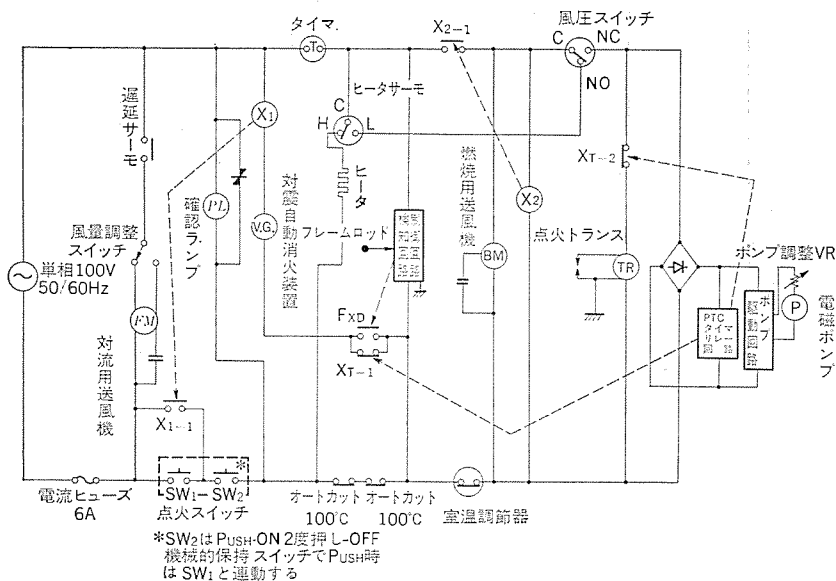 タイマ
T
X2-1
風圧スイッチ
C
NC
NO
ヒータサーモ
C
H
L
遅延サーモ
X1
ヒータ
XT-2
燃焼用送風機
X2
確認ランプ
PL
対震自動消火装置
V.G.
フレームロッド
風量調整
スイッチ
BM
点火トランス
TR
ポンプ調整VR
単相100V
50/60Hz
FM
対流用送風機
FXD
XT-1
PTC
タイマ
リレー
回路
ポンプ
駆動回路
P
電磁ポンプ
X1-1
電流ヒューズ
6A
SW1
SW2
*
点火スイッチ
オートカット
100℃
オートカット
100℃
室温調節器
*SW2はPUSH-ON 2度押し-OFF
機械的保持スイッチでPUSH時
はSW1と連動する